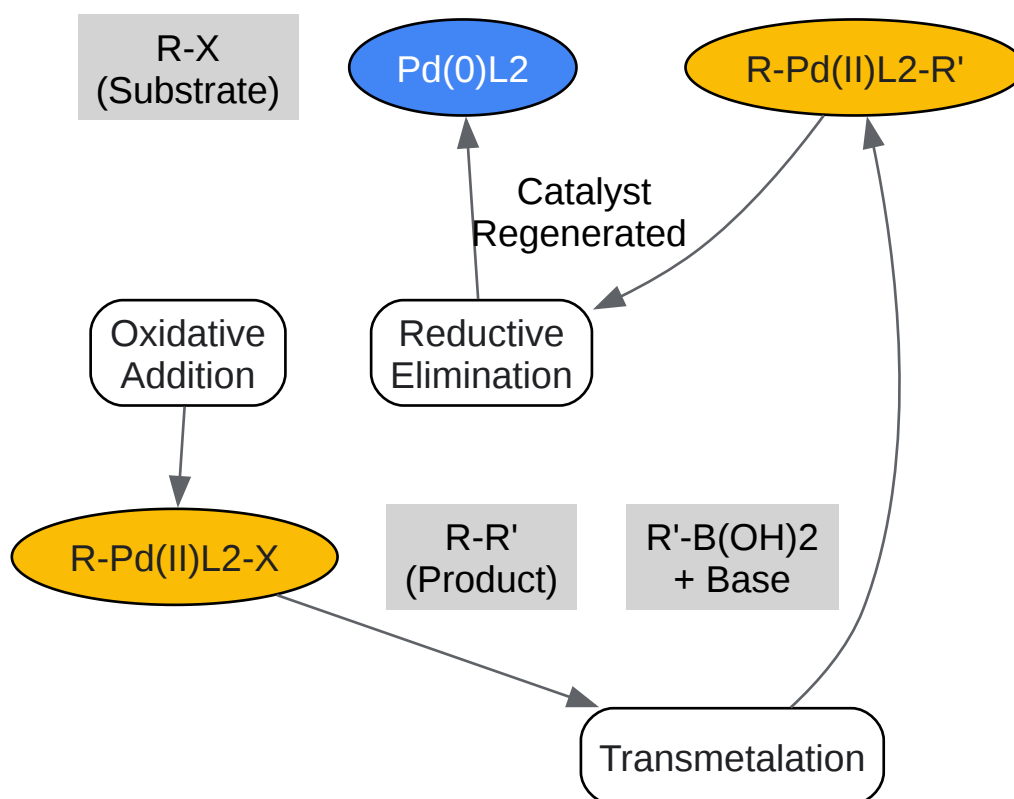 R-X
(Substrate)
Pd(0)L2
R-Pd(II)L2-R'
Catalyst
Regenerated
Oxidative
Addition
Reductive
Elimination
R-Pd(II)L2-X
R-R'
(Product)
R'-B(OH)2
+ Base
Transmetalation